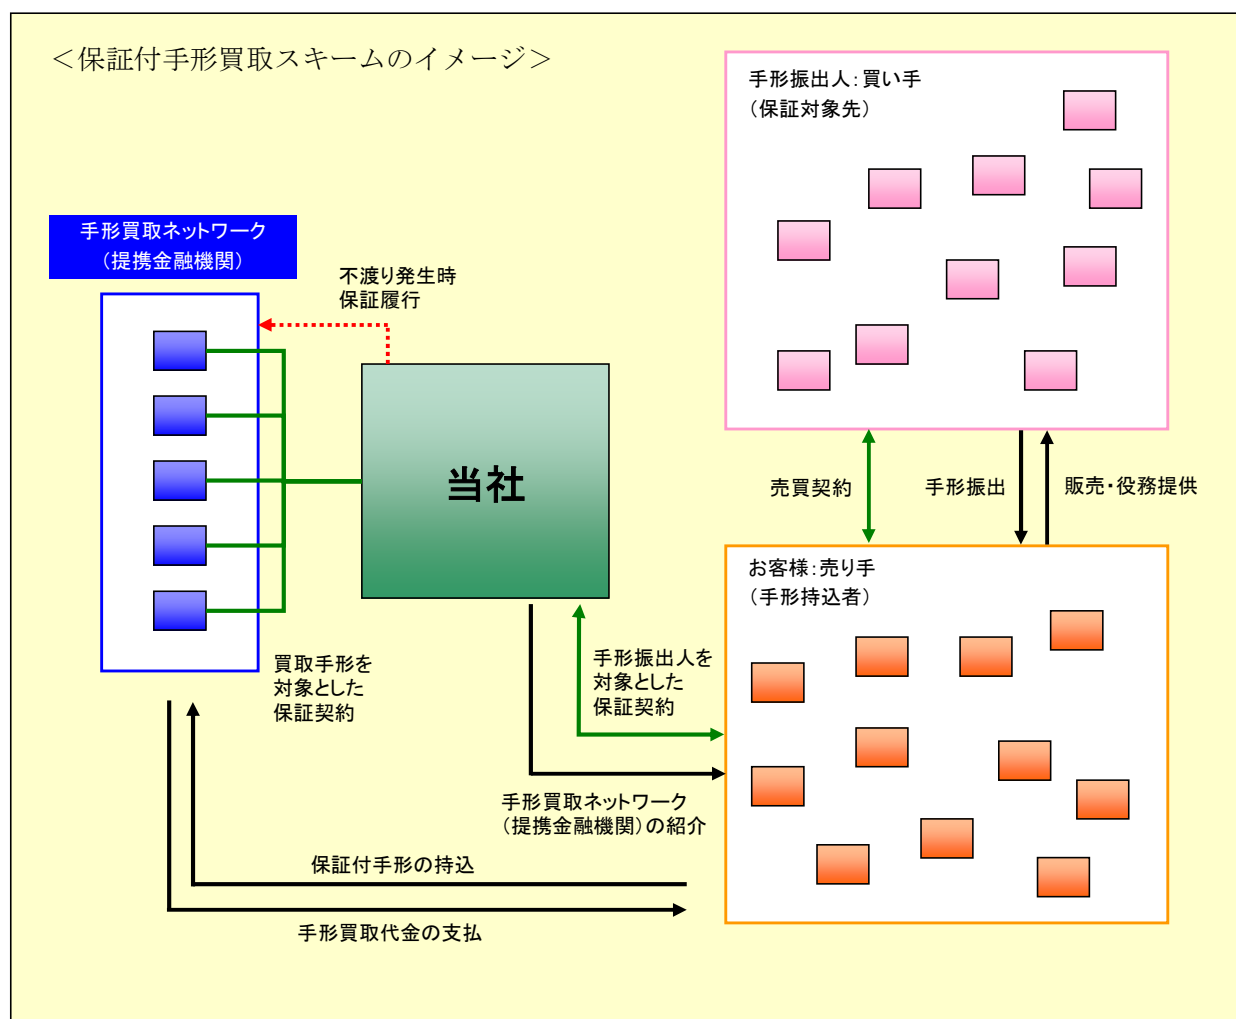 ＜保証付手形買取スキームのイメージ＞
手形振出人：買い手
（保証対象先）
手形買取ネットワーク
（提携金融機関）
不渡り発生時
保証履行
当社
売買契約
手形振出
販売・役務提供
お客様：売り手
（手形持込者）
買取手形を
対象とした
保証契約
手形振出人を
対象とした
保証契約
手形買取ネットワーク
（提携金融機関）の紹介
保証付手形の持込
手形買取代金の支払